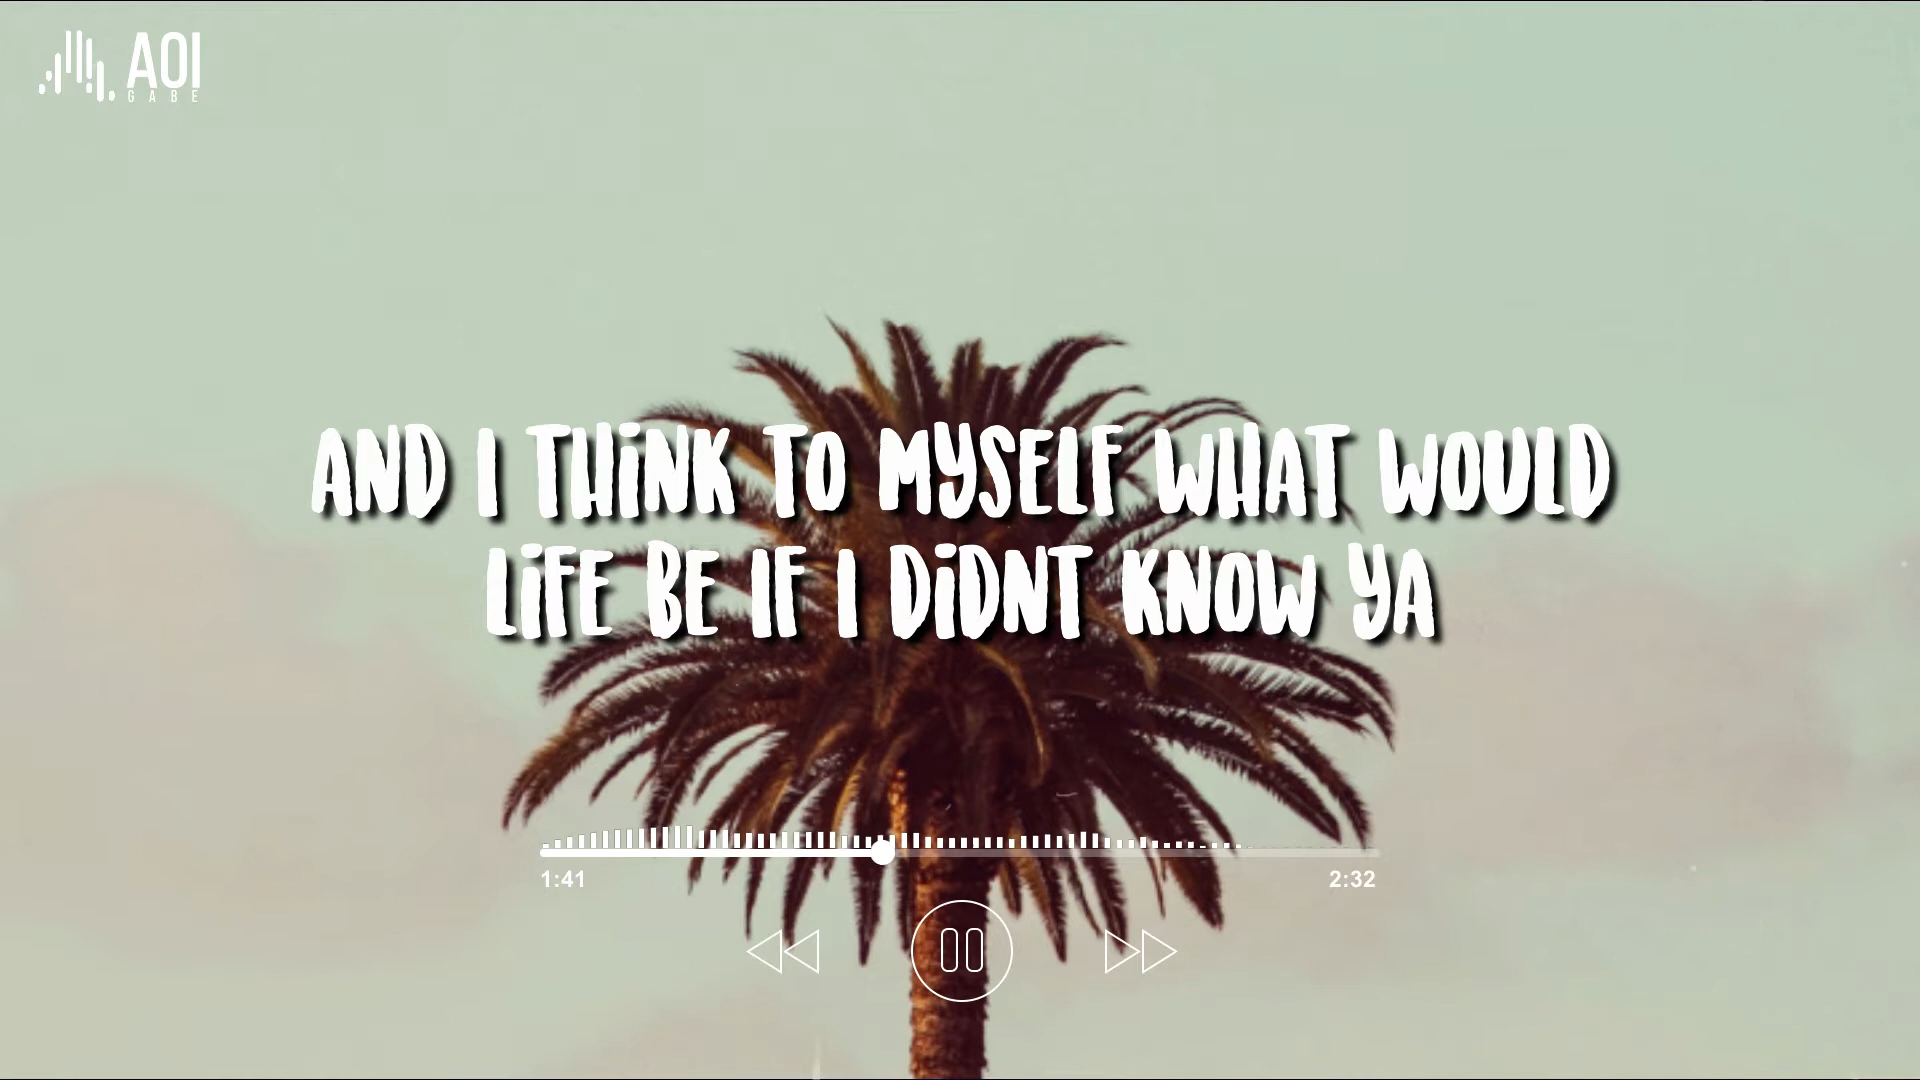 AOI
GABE
AND I THiNK TO MYSELF WHAT WOULD
LiFE BE IF I DiDNT KNOW YA
1:41
2:32